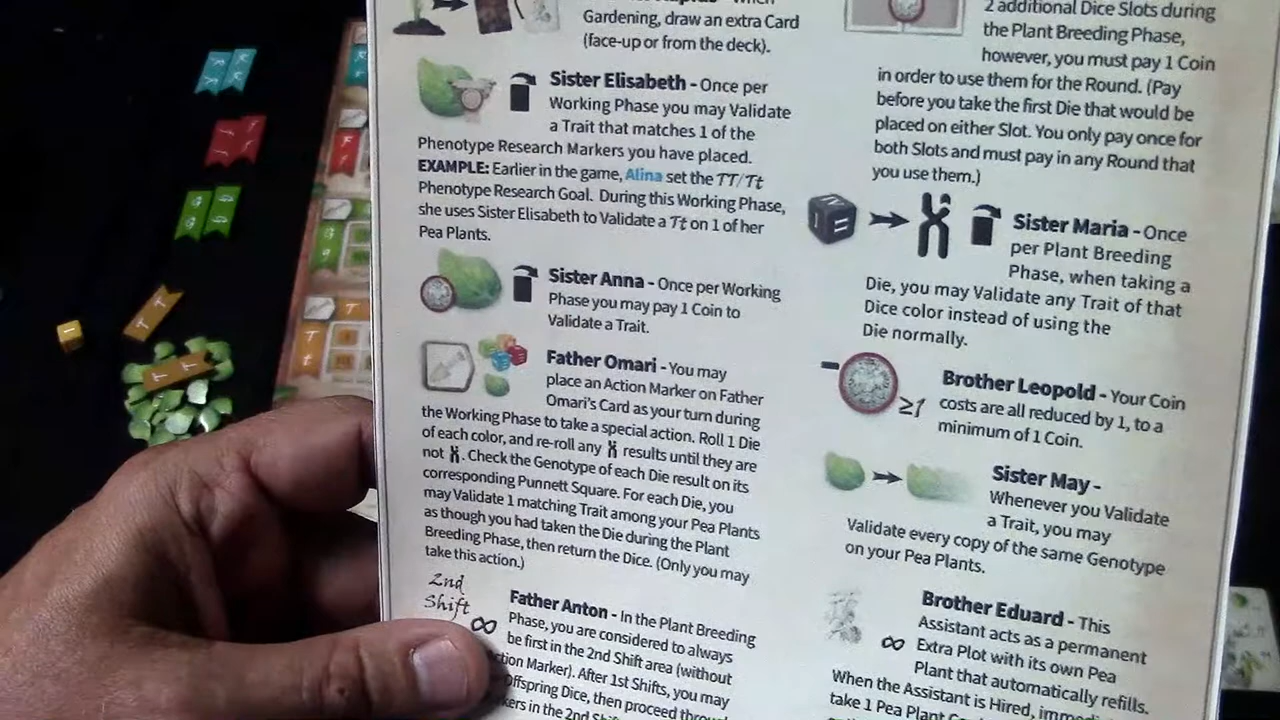 Gardening, draw an extra Card
(face-up or from the deck).
Sister Elisabeth - Once per
Working Phase you may Validate
a Trait that matches 1 of the
Phenotype Research Markers you have placed.
EXAMPLE: Earlier in the game, Alina set the TT/Tt
Phenotype Research Goal. During this Working Phase,
she uses Sister Elisabeth to Validate a Tt on 1 of her
Pea Plants.
Sister Anna - Once per Working
Phase you may pay 1 Coin to
Validate a Trait.
Father Omari - You may
place an Action Marker on Father
Omari's Card as your turn during
the Working Phase to take a special action. Roll 1 Die
of each color, and re-roll any results until they are
not . Check the Genotype of each Die result on its
corresponding Punnett Square. For each Die, you
may Validate 1 matching Trait among your Pea Plants
as though you had taken the Die during the Plant
Breeding Phase, then return the Dice. (Only you may
take this action.)
2nd
Shift
∞
Father Anton - In the Plant Breeding
Phase, you are considered to always
be first in the 2nd Shift area (without
Marker). After 1st Shifts, you may
Offspring Dice, then proceed
in the 2nd
2 additional Dice Slots during
the Plant Breeding Phase,
however, you must pay 1 Coin
in order to use them for the Round. (Pay
before you take the first Die that would be
placed on either Slot. You only pay once for
both Slots and must pay in any Round that
you use them.)
Sister Maria - Once
per Plant Breeding
Phase, when taking a
Die, you may Validate any Trait of that
Dice color instead of using the
Die normally.
≥1
Brother Leopold - Your Coin
costs are all reduced by 1, to a
minimum of 1 Coin.
Sister May -
Whenever you Validate
a Trait, you may
Validate every copy of the same Genotype
on your Pea Plants.
∞
Brother Eduard - This
Assistant acts as a permanent
Extra Plot with its own Pea
Plant that automatically refills.
When the Assistant is Hired,
take 1 Pea Plant
T T
T T